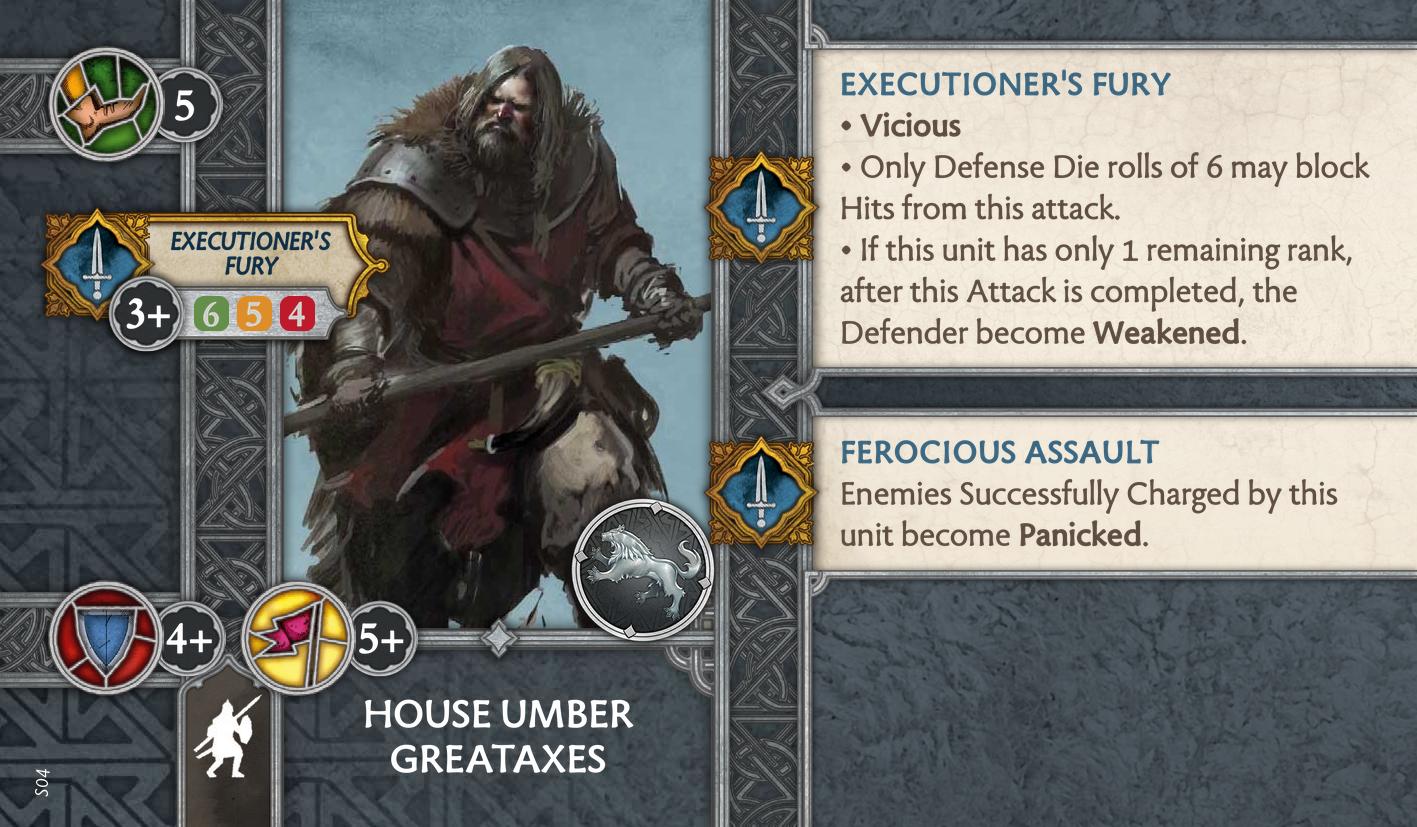 5
EXECUTIONER'S
FURY
3+ 6 5 4
4+ 5+
HOUSE UMBER
GREATAXES
S04
EXECUTIONER'S FURY
• Vicious
• Only Defense Die rolls of 6 may block
Hits from this attack.
• If this unit has only 1 remaining rank,
after this Attack is completed, the
Defender become Weakened.
FEROCIOUS ASSAULT
Enemies Successfully Charged by this
unit become Panicked.